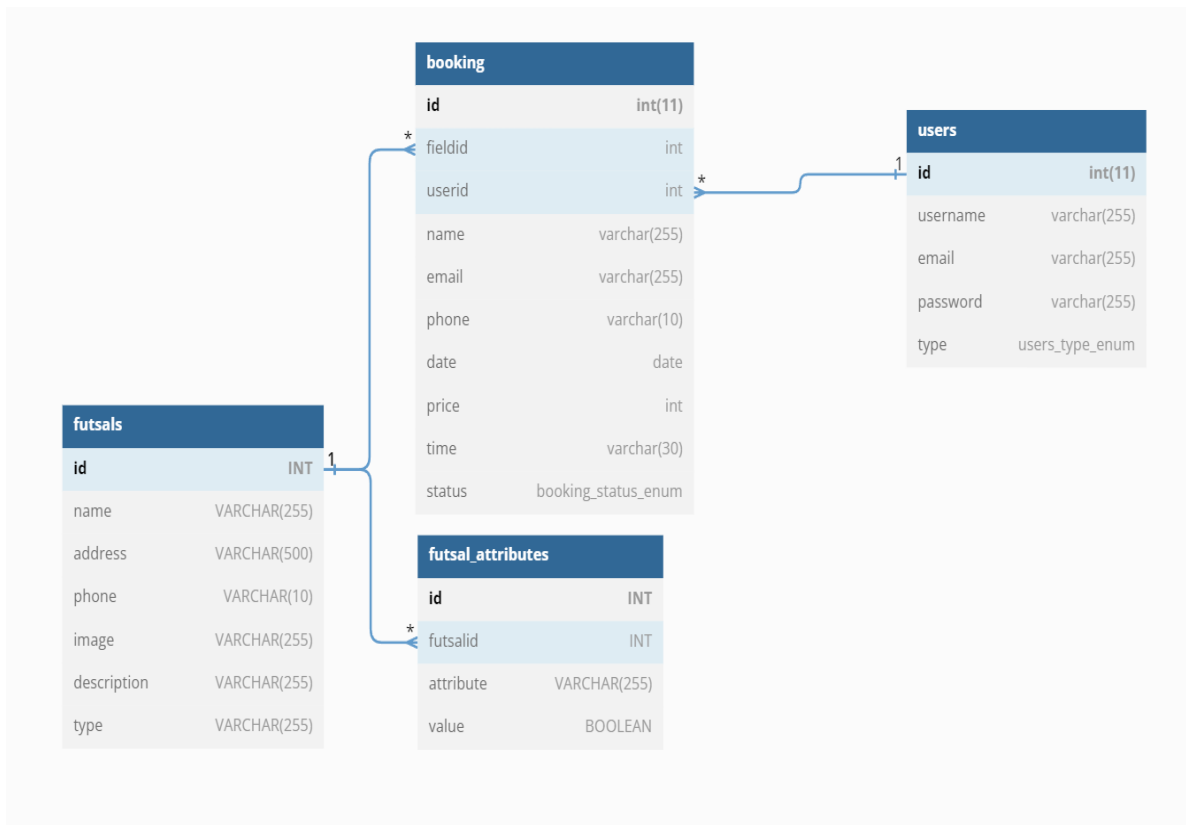 booking
id int(11)
fieldid int
userid int
name varchar(255)
email varchar(255)
phone varchar(10)
date date
price int
time varchar(30)
status booking_status_enum
*
*
users
id int(11)
username varchar(255)
email varchar(255)
password varchar(255)
type users_type_enum
1
futsals
id INT
name VARCHAR(255)
address VARCHAR(500)
phone VARCHAR(10)
image VARCHAR(255)
description VARCHAR(255)
type VARCHAR(255)
1
futsal_attributes
id INT
futsalid INT
attribute VARCHAR(255)
value BOOLEAN
*